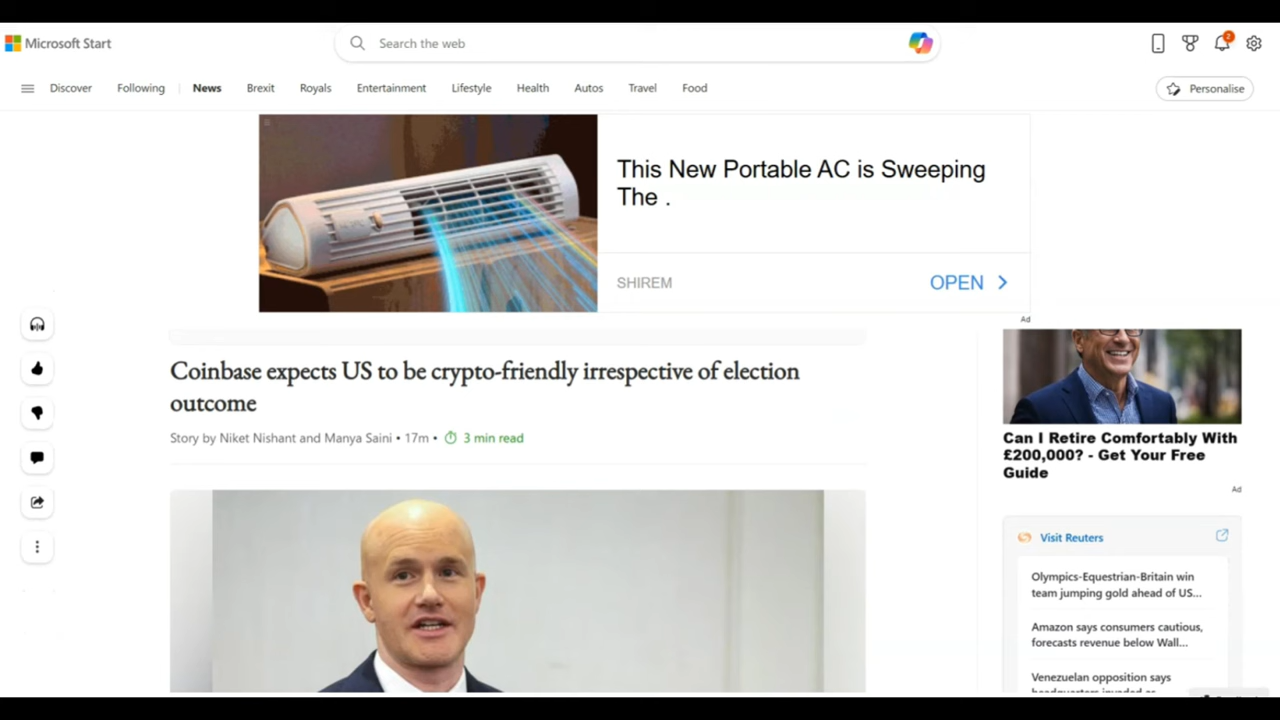 Microsoft Start
Search the web
2
Discover
Following
News
Brexit
Royals
Entertainment
Lifestyle
Health
Autos
Travel
Food
Personalise
This New Portable AC is Sweeping
The .
SHIREM
OPEN
Ad
Coinbase expects US to be crypto-friendly irrespective of election
outcome
Story by Niket Nishant and Manya Saini • 17m • 3 min read
Can I Retire Comfortably With
£200,000? - Get Your Free
Guide
Ad
Visit Reuters
Olympics-Equestrian-Britain win
team jumping gold ahead of US...
Amazon says consumers cautious,
forecasts revenue below Wall...
Venezuelan opposition says